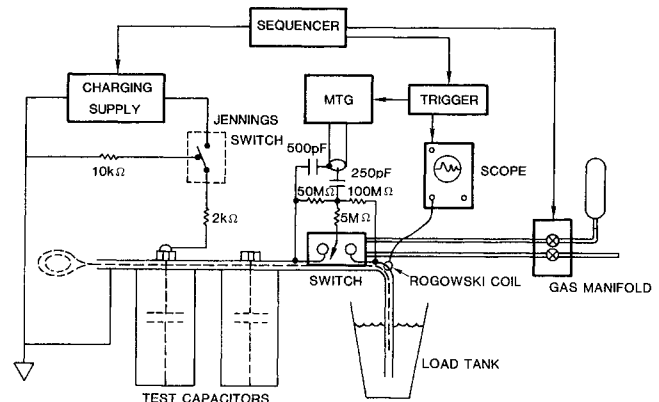 SEQUENCER
CHARGING
SUPPLY
MTG
TRIGGER
JENNINGS
SWITCH
500pF
SCOPE
250pF
10kΩ
50MΩ
100MΩ
2kΩ
5MΩ
SWITCH
ROGOWSKI COIL
GAS MANIFOLD
LOAD TANK
TEST CAPACITORS